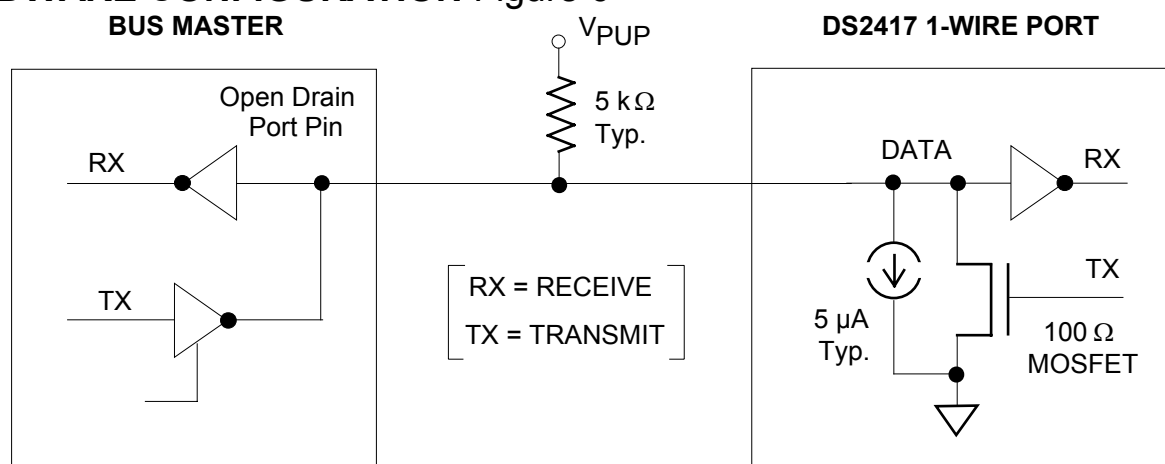 BUS MASTER
V PUP
DS2417 1-WIRE PORT
Open Drain
Port Pin
5 kΩ
Typ.
RX
DATA
RX
TX
RX = RECEIVE
TX = TRANSMIT
TX
5 µA
Typ.
100 Ω
MOSFET